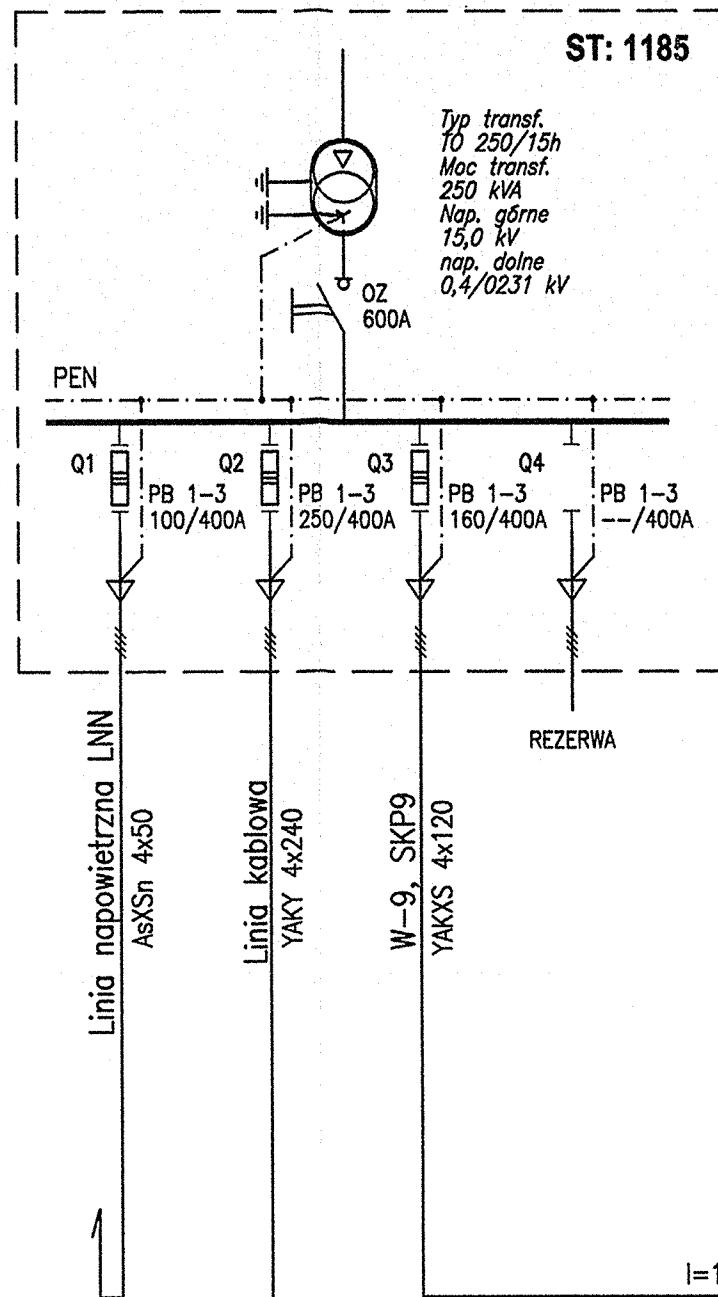 ST: 1185
Typ transf.
TO 250/15h
Moc transf.
250 kVA
Nap. górne
15,0 kV
nap. dolne
0,4/0231 kV
OZ
600A
PEN
Q1
PB 1-3
100/400A
Q2
PB 1-3
250/400A
Q3
PB 1-3
160/400A
Q4
PB 1-3
--/400A
REZERWA
Linia napowietrzna LNN
AsXSn 4x50
Linia kablowa
YAKY 4x240
W-9, SKP9
YAKXS 4x120
l=1